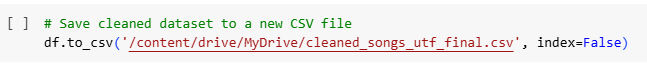 [ ] # Save cleaned dataset to a new CSV file
df.to_csv('/content/drive/MyDrive/cleaned_songs_utf_final.csv', index=False)